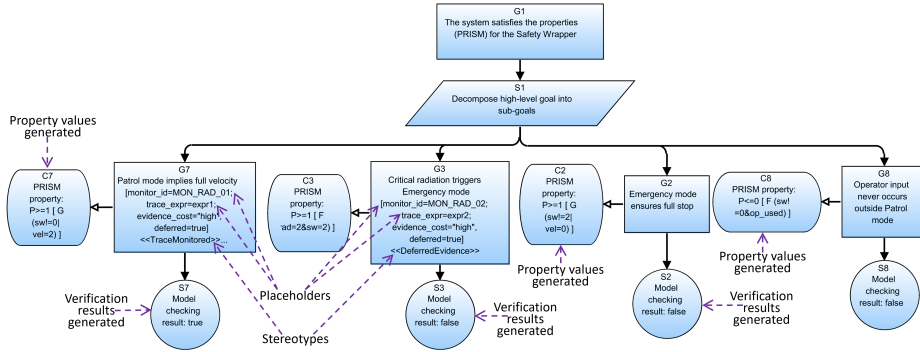 G1
The system satisfies the properties
(PRISM) for the Safety Wrapper
S1
Decompose high-level goal into
sub-goals
Property values
generated
C7
PRISM
property:
P>=1 [ G
(sw!=0|
vel=2) ]
G7
Patrol mode implies full velocity
[monitor_id=MON_RAD_01;
trace_expr=expr1;
evidence_cost="high",
deferred=true]
<<TraceMonitored>>...
C3
PRISM
property:
P>=1 [ F
'ad=2&sw=2) ]
G3
Critical radiation triggers
Emergency mode
[monitor_id=MON_RAD_02;
trace_expr=expr2;
evidence_cost="high",
deferred=true]
<<DeferredEvidence>>
C2
PRISM
property:
P>=1 [ G
(sw!=2|
vel=0) ]
G2
Emergency mode
ensures full stop
C8
PRISM property:
P<=0 [ F (sw!
=0&op_used) ]
G8
Operator input
never occurs
outside Patrol
mode
Property values
generated
Property values
generated
S7
Model
checking
result: true
Verification
results
generated
Placeholders
Stereotypes
S3
Model
checking
result: false
Verification
results
generated
S2
Model
checking
result: false
Verification
results
generated
S8
Model
checking
result: false